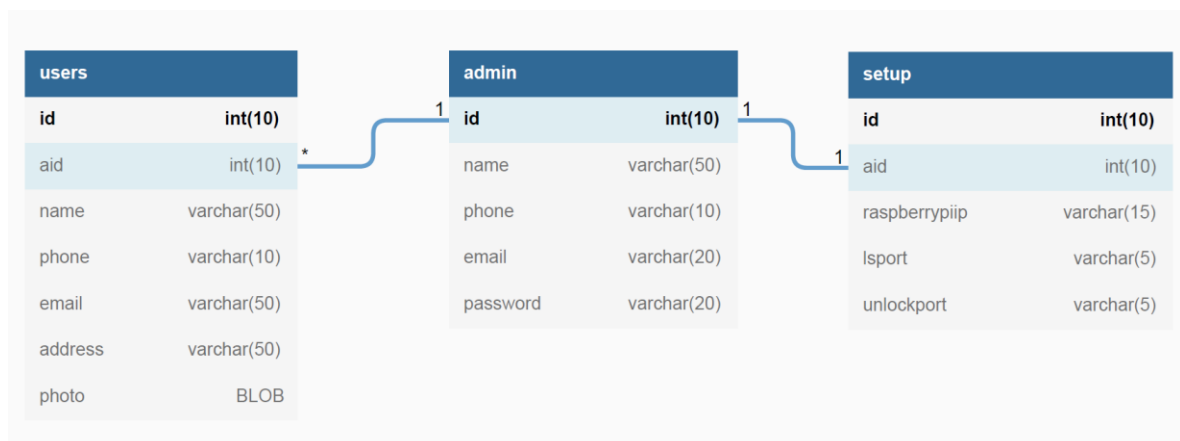 users
id int(10)
aid int(10)
name varchar(50)
phone varchar(10)
email varchar(50)
address varchar(50)
photo BLOB
*
1
admin
id int(10)
name varchar(50)
phone varchar(10)
email varchar(20)
password varchar(20)
1
1
setup
id int(10)
aid int(10)
raspberrypiip varchar(15)
lsport varchar(5)
unlockport varchar(5)